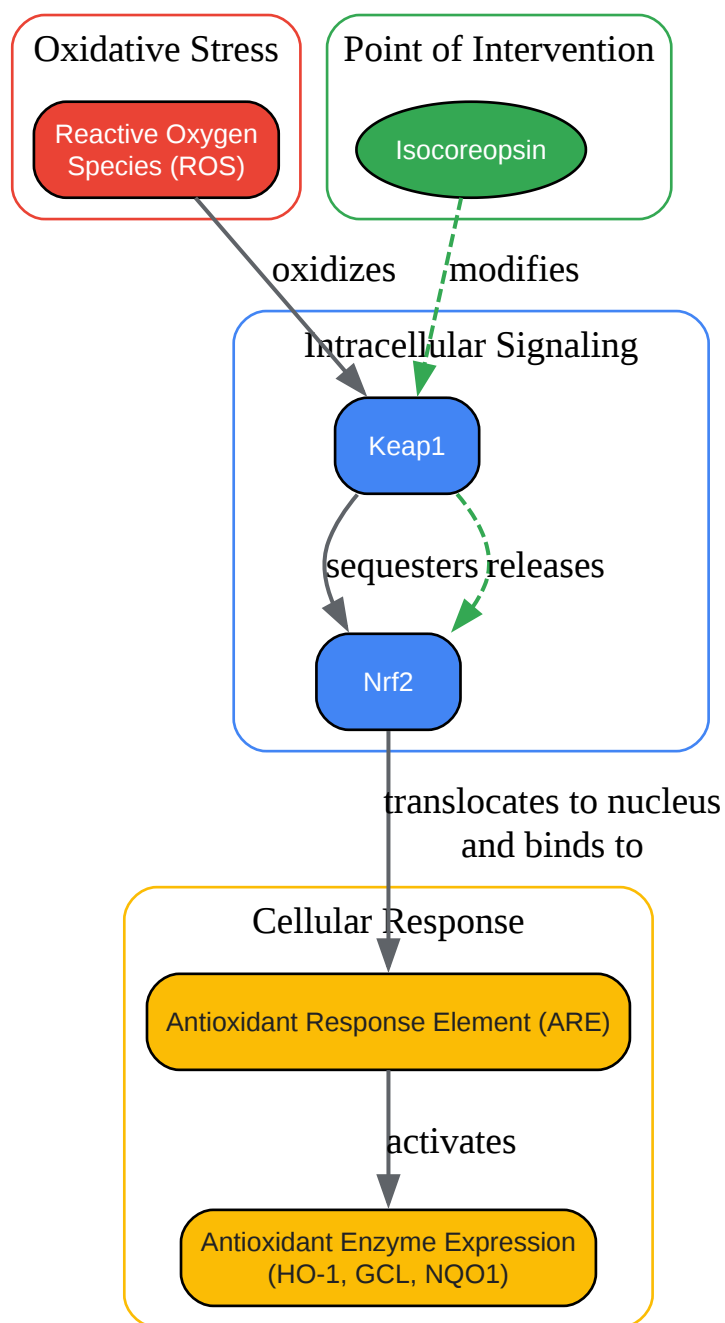 Oxidative Stress
Point of Intervention
Reactive Oxygen
Species (ROS)
Isocoreopsin
oxidizes
modifies
Intracellular Signaling
Keap1
sequesters
releases
Nrf2
translocates to nucleus
and binds to
Cellular Response
Antioxidant Response Element (ARE)
activates
Antioxidant Enzyme Expression
(HO-1, GCL, NQO1)